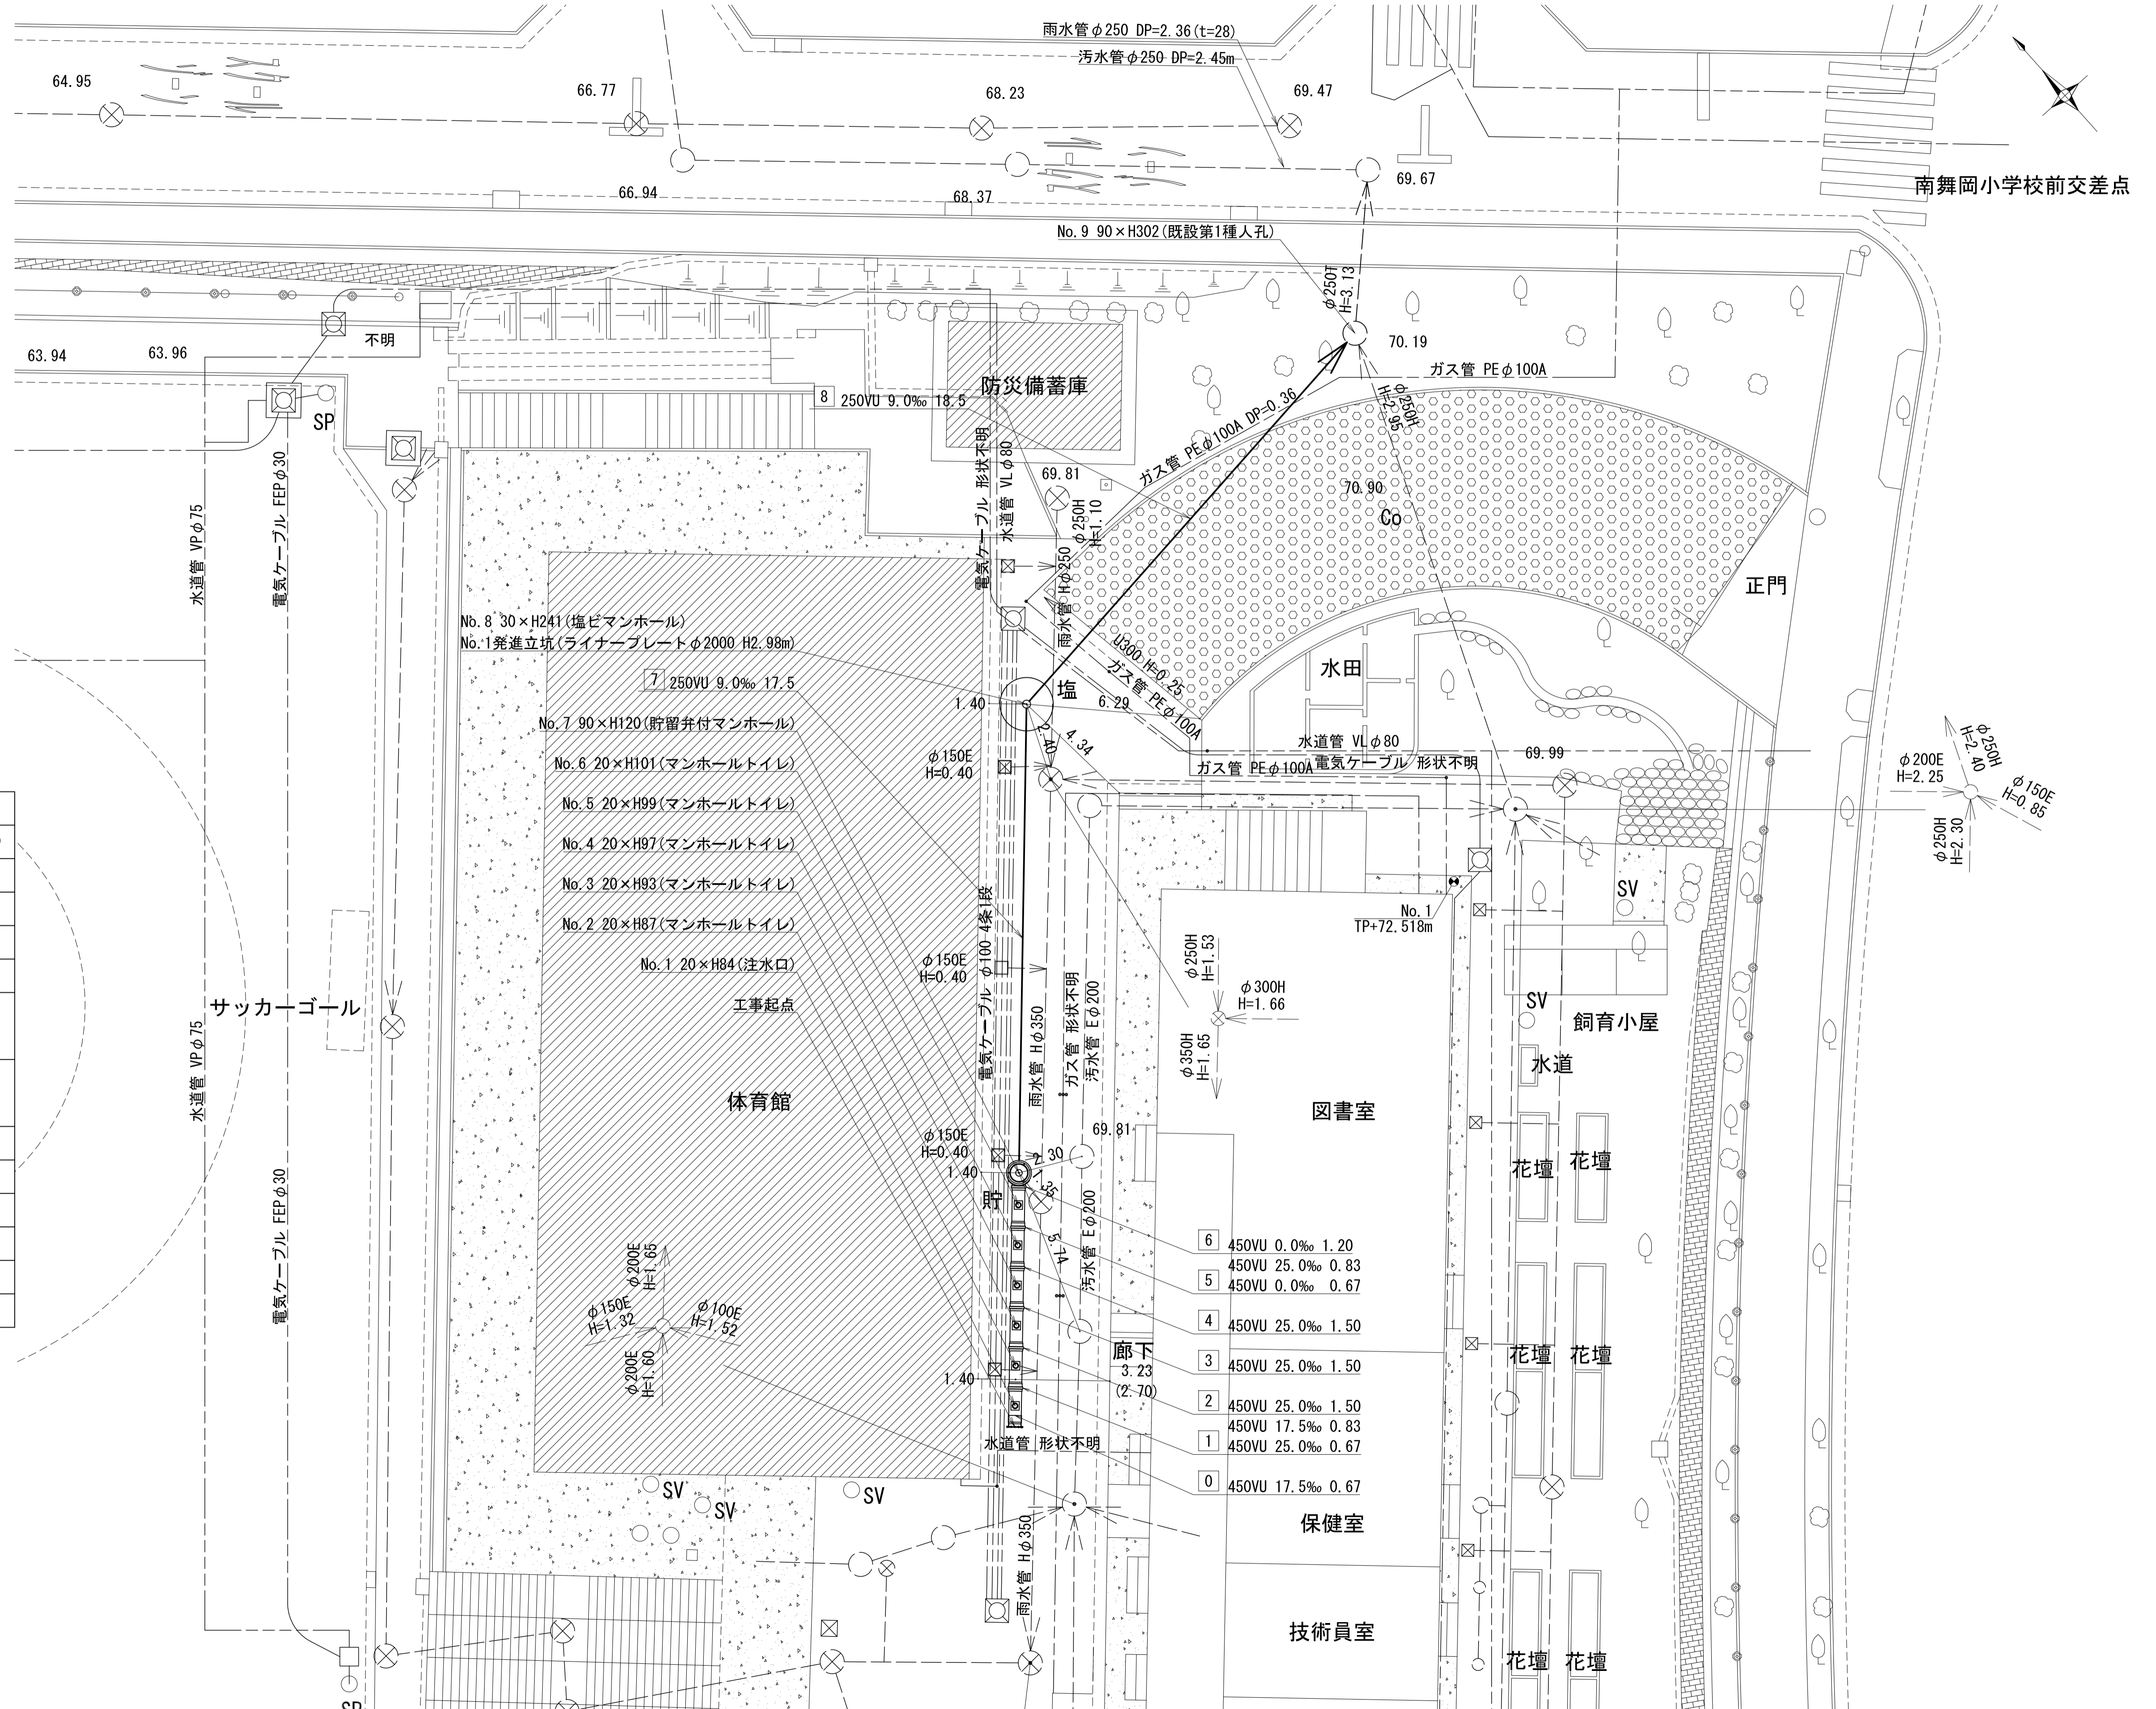 雨水管φ250 DP=2.36(t=28)
汚水管φ250 DP=2.45m
64.95
66.77
68.23
69.47
66.94
68.37
69.67
南舞岡小学校前交差点
No.9 90×H302(既設第1種人孔)
φ250T
H=3.13
不明
63.94
63.96
70.19
ガス管 PEφ100A
防災備蓄庫
8 250VU 9.0‰ 18.5
SP
φ250H
H=2.95
ガス管 PEφ100A DP=0.36
電気ケーブル 形状不明
水道管 VLφ80
69.81
φ250H
H=1.10
70.90
Co
水道管 VPφ75
電気ケーブル FEPφ30
雨水管 Hφ250
正門
No.8 30×H241(塩ビマンホール)
No.1発進立坑(ライナープレートφ2000 H2.98m)
U300 H=0.25
ガス管 PEφ100A
水田
7 250VU 9.0‰ 17.5
塩
1.40
6.29
No.7 90×H120(貯留弁付マンホール)
2.40
4.34
水道管 VLφ80
69.99
φ250H
H=2.40
φ150E
H=0.40
No.6 20×H101(マンホールトイレ)
ガス管 PEφ100A
電気ケーブル 形状不明
φ200E
H=2.25
φ150E
H=0.85
No.5 20×H99(マンホールトイレ)
No.4 20×H97(マンホールトイレ)
φ250H
H=2.30
No.3 20×H93(マンホールトイレ)
SV
No.2 20×H87(マンホールトイレ)
電気ケーブル φ100 4条1段
No.1
TP+72.518m
No.1 20×H84(注水口)
φ150E
H=0.40
φ250H
H=1.53
φ300H
H=1.66
φ350H
H=1.65
サッカーゴール
工事起点
SV
飼育小屋
水道管 VPφ75
雨水管 Hφ350
ガス管 形状不明
汚水管 Eφ200
水道
体育館
図書室
φ150E
H=0.40
69.81
1.40
2.30
1.35
貯
花壇
花壇
電気ケーブル FEPφ30
5.74
汚水管 Eφ200
φ200E
H=1.65
6 450VU 0.0‰ 1.20
450VU 25.0‰ 0.83
5 450VU 0.0‰ 0.67
φ150E
H=1.32
φ100E
H=1.52
4 450VU 25.0‰ 1.50
φ200E
H=1.60
廊下
3.23
(2.70)
3 450VU 25.0‰ 1.50
花壇
花壇
1.40
2 450VU 25.0‰ 1.50
450VU 17.5‰ 0.83
1 450VU 25.0‰ 0.67
水道管 形状不明
0 450VU 17.5‰ 0.67
SV
SV
SV
保健室
雨水管 Hφ350
技術員室
花壇
花壇